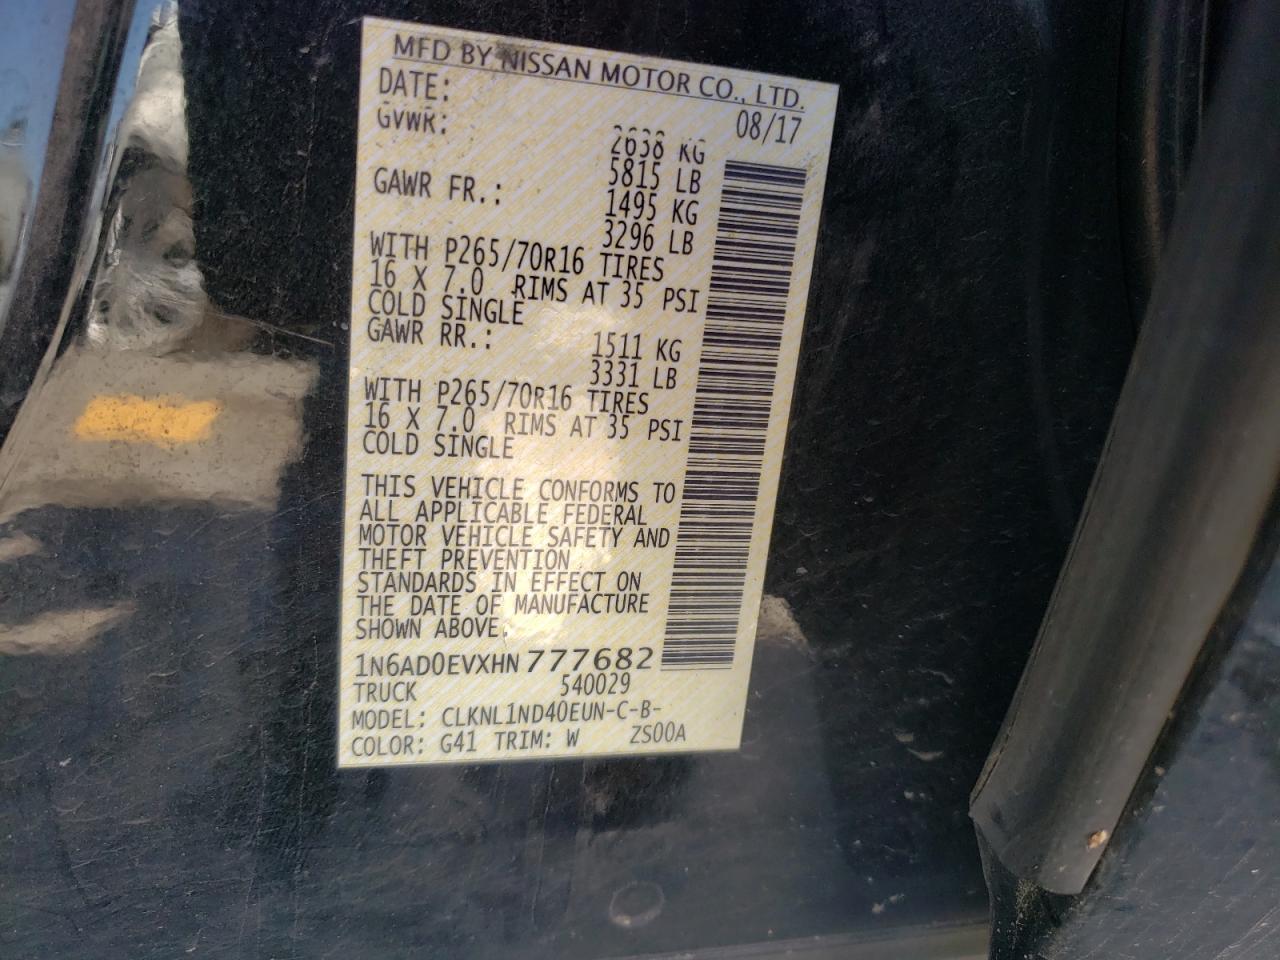 MFD BY NISSAN MOTOR CO., LTD.
DATE: 08/17
GVWR: 2638 KG
5815 LB
GAWR FR.: 1495 KG
3296 LB
WITH P265/70R16 TIRES
16 X 7.0 RIMS AT 35 PSI
COLD SINGLE
GAWR RR.: 1511 KG
3331 LB
WITH P265/70R16 TIRES
16 X 7.0 RIMS AT 35 PSI
COLD SINGLE
THIS VEHICLE CONFORMS TO
ALL APPLICABLE FEDERAL
MOTOR VEHICLE SAFETY AND
THEFT PREVENTION
STANDARDS IN EFFECT ON
THE DATE OF MANUFACTURE
SHOWN ABOVE.
1N6AD0EVXHN777682
TRUCK 540029
MODEL: CLKNL1ND40EUN-C-B-
COLOR: G41 TRIM: W ZS00A